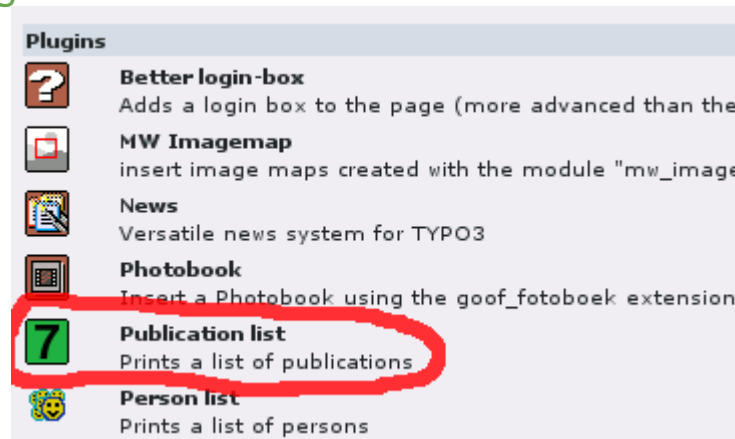 Plugins
Better login-box
Adds a login box to the page (more advanced than the
MW Imagemap
insert image maps created with the module "mw_image
News
Versatile news system for TYPO3
Photobook
Insert a Photobook using the goof_fotoboek extension
7
Publication list
Prints a list of publications
Person list
Prints a list of persons